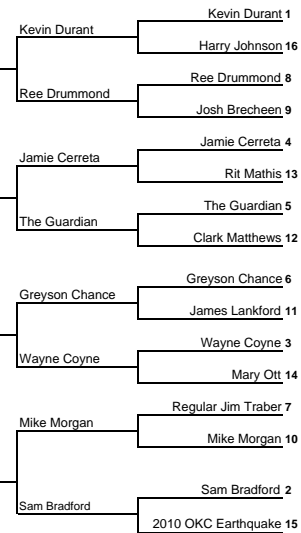 Kevin Durant 1
Kevin Durant
Harry Johnson 16
Ree Drummond 8
Ree Drummond
Josh Brecheen 9
Jamie Cerreta 4
Jamie Cerreta
Rit Mathis 13
The Guardian 5
The Guardian
Clark Matthews 12
Greyson Chance 6
Greyson Chance
James Lankford 11
Wayne Coyne 3
Wayne Coyne
Mary Ott 14
Regular Jim Traber 7
Mike Morgan
Mike Morgan 10
Sam Bradford 2
Sam Bradford
2010 OKC Earthquake 15